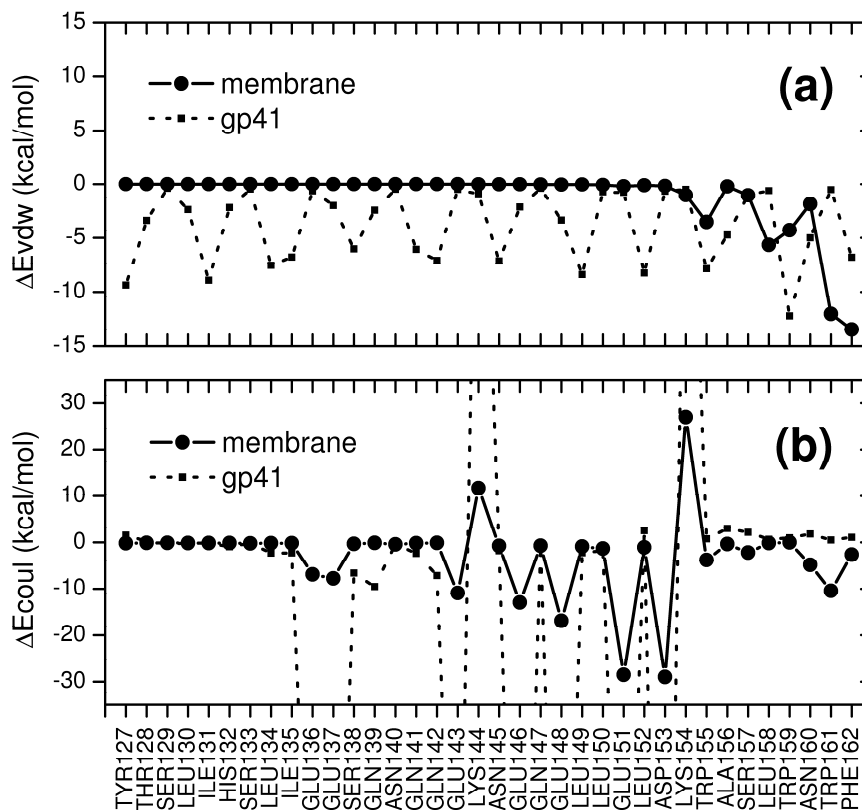 15
10
5
0
-5
-10
-15
ΔEvdw (kcal/mol)
membrane
gp41
(a)
30
20
10
0
-10
-20
-30
ΔEcoul (kcal/mol)
membrane
gp41
(b)
TYR127
THR128
SER129
LEU130
ILE131
HIS132
SER133
LEU134
ILE135
GLU136
GLU137
SER138
GLN139
ASN140
GLN141
GLN142
GLU143
LYS144
ASN145
GLU146
GLN147
GLU148
LEU149
LEU150
GLU151
LEU152
ASP153
LYS154
TRP155
ALA156
SER157
LEU158
TRP159
ASN160
TRP161
PHE162